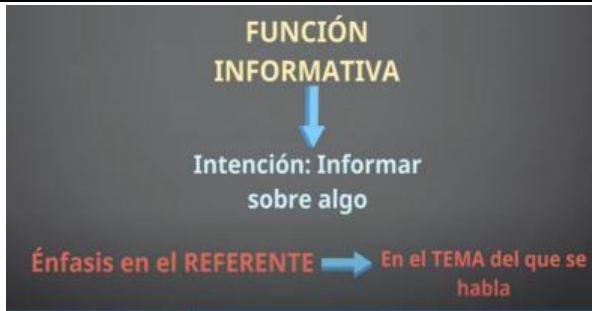 FUNCIÓN
INFORMATIVA
Intención: Informar
sobre algo
Énfasis en el REFERENTE
En el TEMA del que se
habla